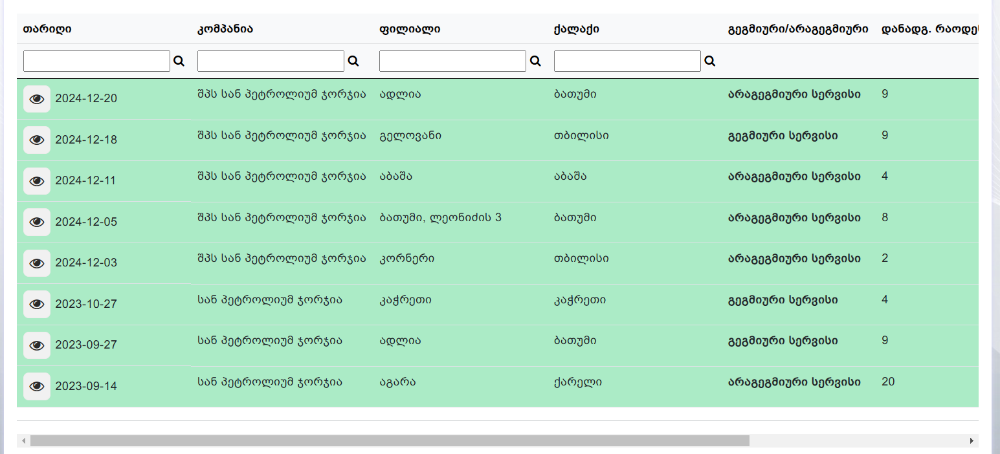 თარიღი კომპანია ფილიალი ქალაქი გეგმიური/არაგეგმიური დანადგ.
2024-12-20 შპს სან პეტროლიუმ ჯორჯია ადლია ბათუმი არაგეგმიური სერვისი 9
2024-12-18 შპს სან პეტროლიუმ ჯორჯია გელოვანი თბილისი გეგმიური სერვისი 9
2024-12-11 შპს სან პეტროლიუმ ჯორჯია აბაშა აბაშა არაგეგმიური სერვისი 4
2024-12-05 შპს სან პეტროლიუმ ჯორჯია ბათუმი, ლეონიძის 3 ბათუმი არაგეგმიური სერვისი 8
2024-12-03 შპს სან პეტროლიუმ ჯორჯია კორნერი თბილისი არაგეგმიური სერვისი 2
2023-10-27 სან პეტროლიუმ ჯორჯია კაჭრეთი კაჭრეთი გეგმიური სერვისი 4
2023-09-27 სან პეტროლიუმ ჯორჯია ადლია ბათუმი გეგმიური სერვისი 9
2023-09-14 სან პეტროლიუმ ჯორჯია აგარა ქარელი არაგეგმიური სერვისი 20